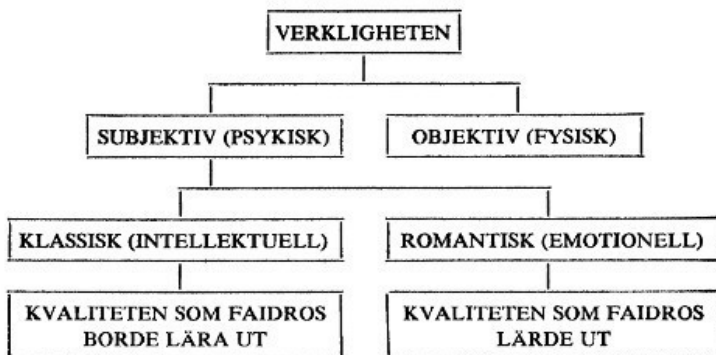 VERKLIGHETEN
SUBJEKTIV (PSYKISK)
OBJEKTIV (FYSISK)
KLASSISK (INTELLEKTUELL)
ROMANTISK (EMOTIONELL)
KVALITETEN SOM FAIDROS
BORDE LÄRA UT
KVALITETEN SOM FAIDROS
LÄRDE UT